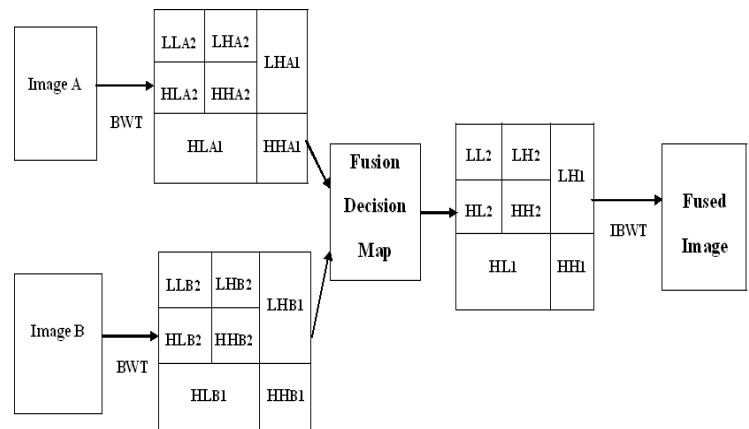 Image A
BWT
LLA2 LHA2
LHA1
HLA2 HHA2
HLA1 HHA1
Fusion
Decision
Map
LL2 LH2
LH1
HL2 HH2
HL1 HH1
IBWT
Fused
Image
Image B
BWT
LLB2 LHB2
LHB1
HLB2 HHB2
HLB1 HHB1